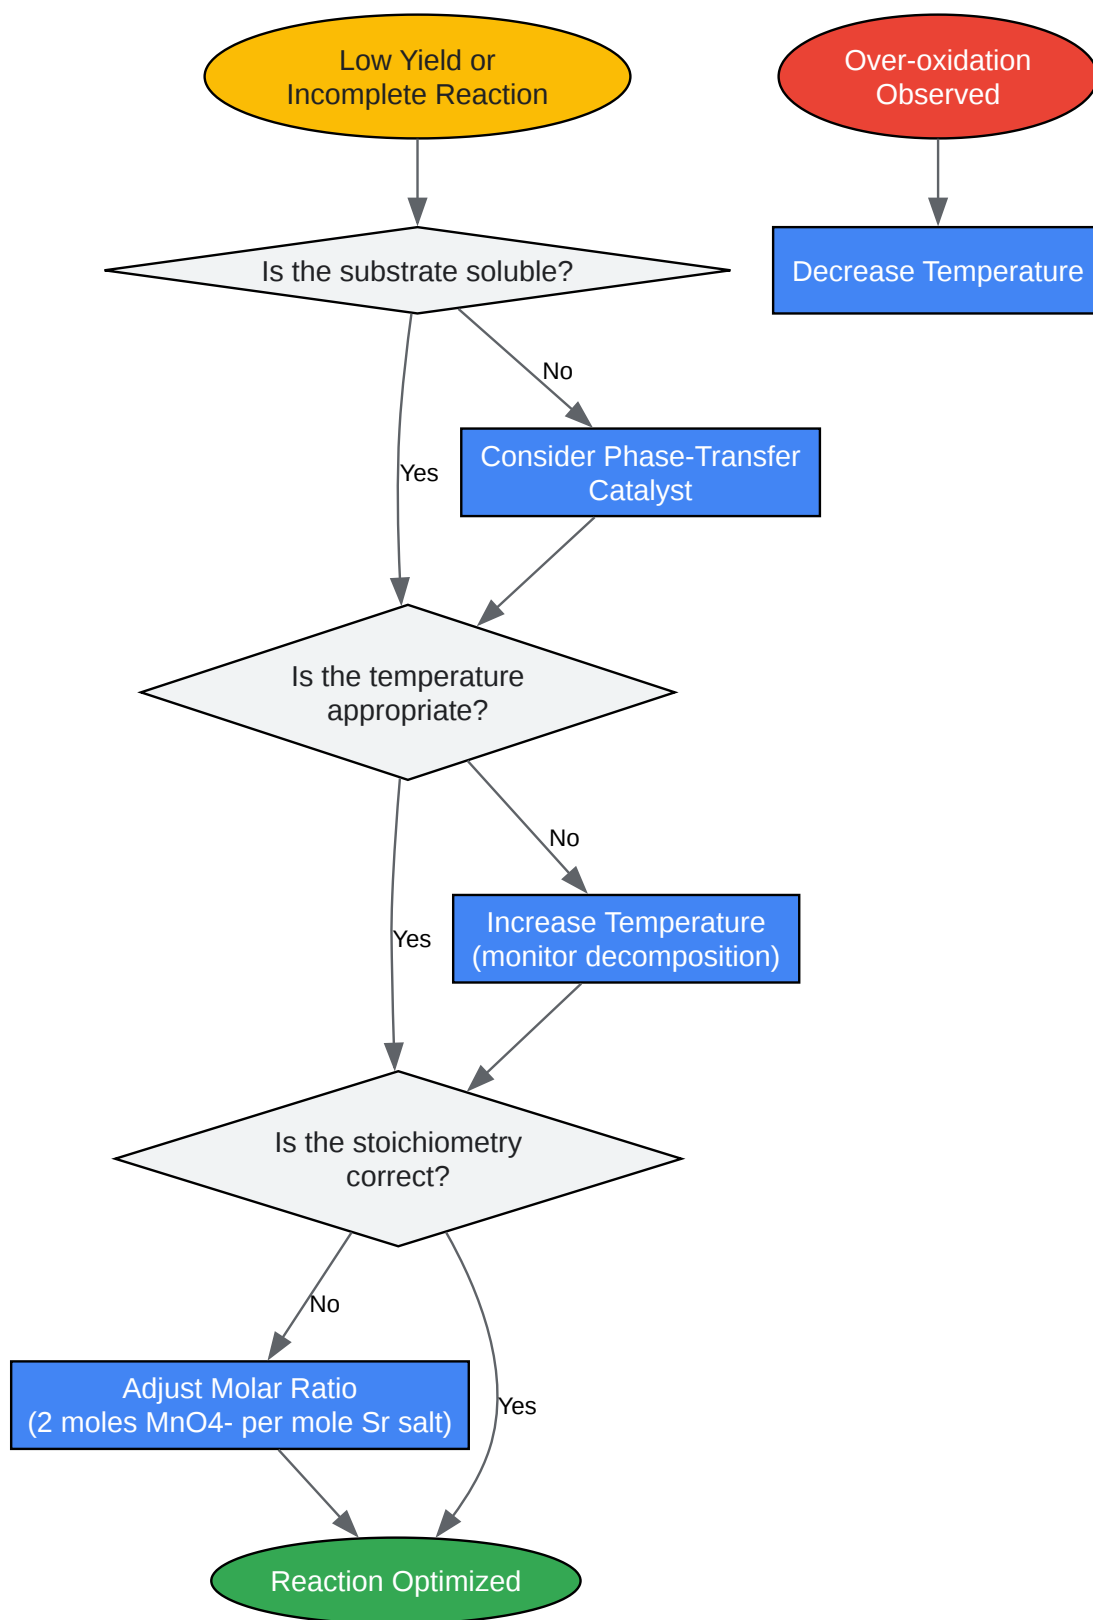 Low Yield or
Incomplete Reaction
Over-oxidation
Observed
Is the substrate soluble?
Decrease Temperature
No
Consider Phase-Transfer
Catalyst
Yes
Is the temperature
appropriate?
No
Increase Temperature
(monitor decomposition)
Yes
Is the stoichiometry
correct?
No
Adjust Molar Ratio
(2 moles MnO4- per mole Sr salt)
Yes
Reaction Optimized